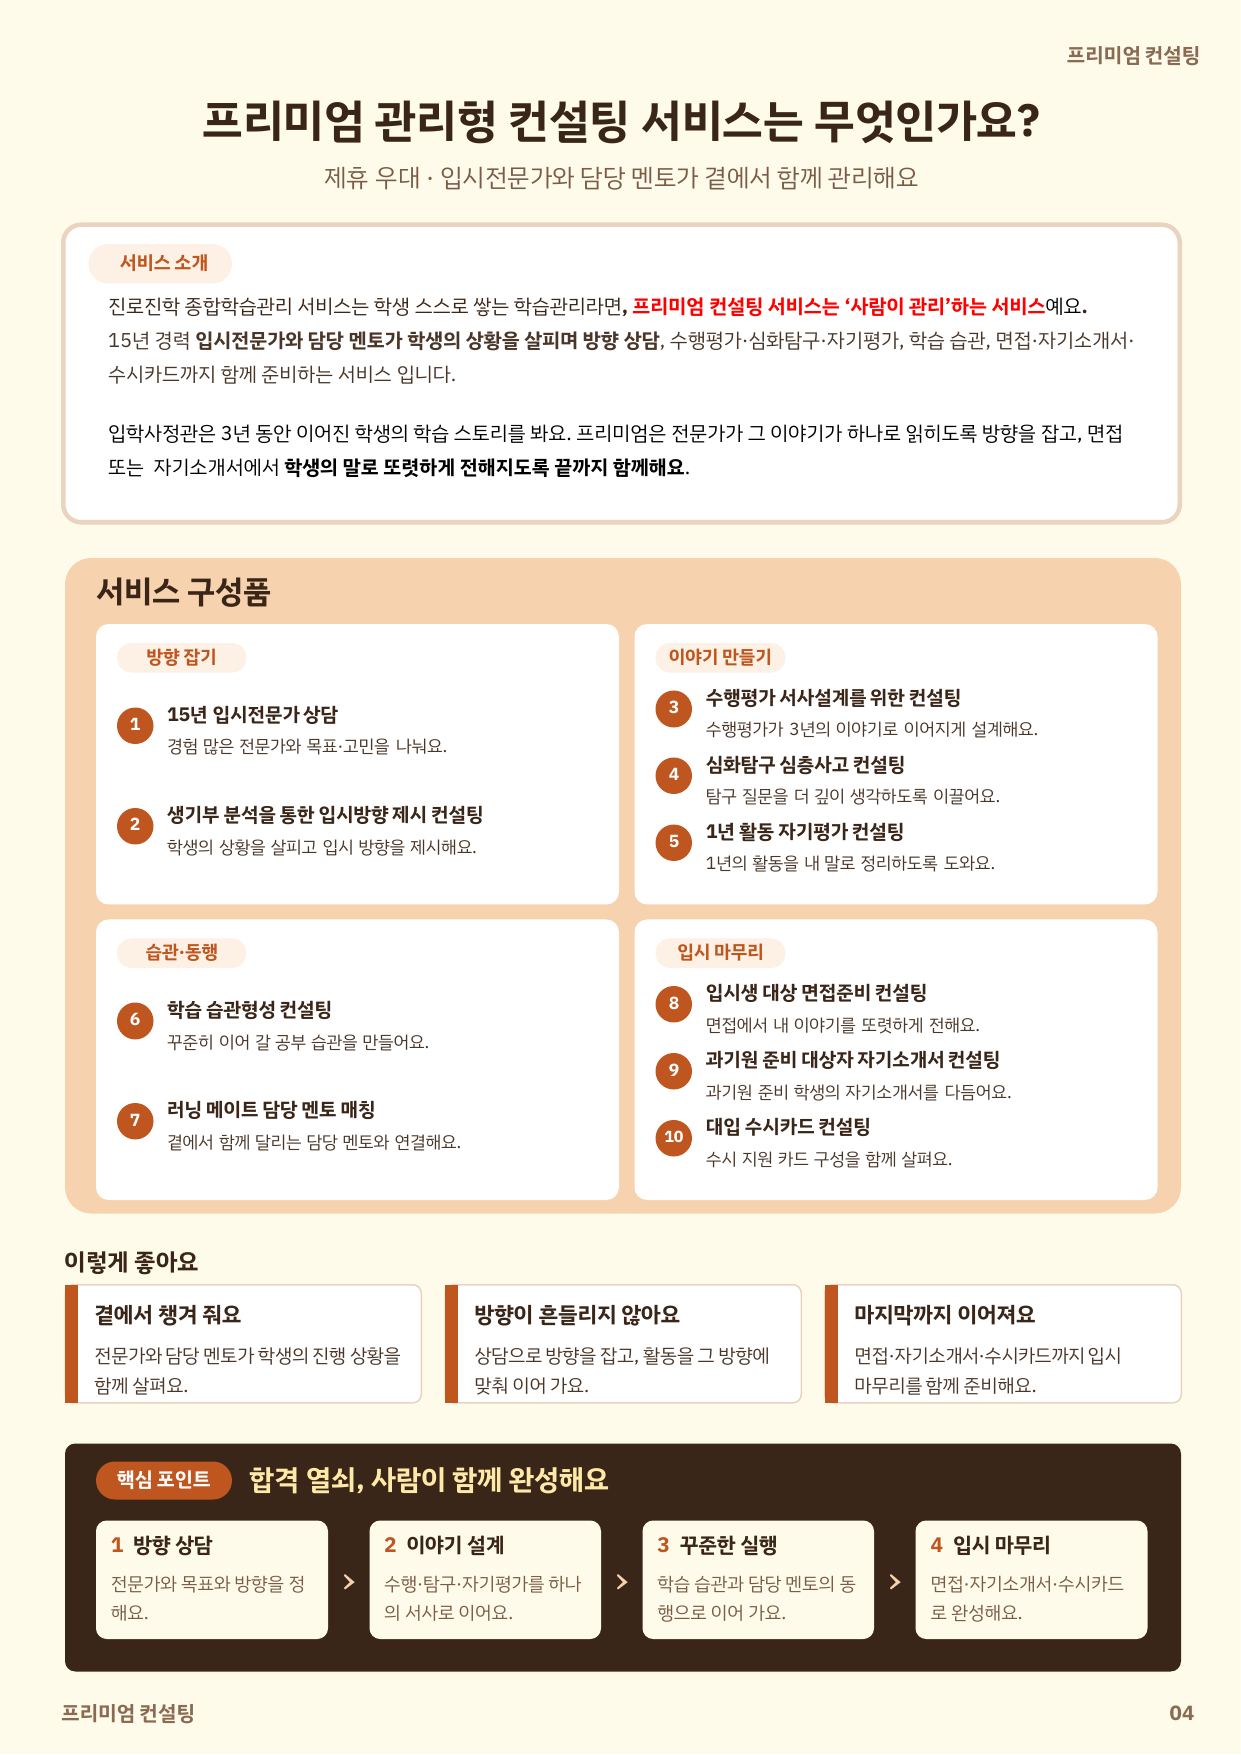 프리미엄 컨설팅
프리미엄 관리형 컨설팅 서비스는 무엇인가요?
제휴 우대 · 입시전문가와 담당 멘토가 곁에서 함께 관리해요
서비스 소개
진로진학 종합학습관리 서비스는 학생 스스로 쌓는 학습관리라면, 프리미엄 컨설팅 서비스는 ‘사람이 관리’하는 서비스예요.
15년 경력 입시전문가와 담당 멘토가 학생의 상황을 살피며 방향 상담, 수행평가·심화탐구·자기평가, 학습 습관, 면접·자기소개서·
수시카드까지 함께 준비하는 서비스 입니다.
입학사정관은 3년 동안 이어진 학생의 학습 스토리를 봐요. 프리미엄은 전문가가 그 이야기가 하나로 읽히도록 방향을 잡고, 면접
또는  자기소개서에서 학생의 말로 또렷하게 전해지도록 끝까지 함께해요.
서비스 구성품
방향 잡기
1 15년 입시전문가 상담
경험 많은 전문가와 목표·고민을 나눠요.
2 생기부 분석을 통한 입시방향 제시 컨설팅
학생의 상황을 살피고 입시 방향을 제시해요.
이야기 만들기
3 수행평가 서사설계를 위한 컨설팅
수행평가가 3년의 이야기로 이어지게 설계해요.
4 심화탐구 심층사고 컨설팅
탐구 질문을 더 깊이 생각하도록 이끌어요.
5 1년 활동 자기평가 컨설팅
1년의 활동을 내 말로 정리하도록 도와요.
습관·동행
6 학습 습관형성 컨설팅
꾸준히 이어 갈 공부 습관을 만들어요.
7 러닝 메이트 담당 멘토 매칭
곁에서 함께 달리는 담당 멘토와 연결해요.
입시 마무리
8 입시생 대상 면접준비 컨설팅
면접에서 내 이야기를 또렷하게 전해요.
9 과기원 준비 대상자 자기소개서 컨설팅
과기원 준비 학생의 자기소개서를 다듬어요.
10 대입 수시카드 컨설팅
수시 지원 카드 구성을 함께 살펴요.
이렇게 좋아요
곁에서 챙겨 줘요
전문가와 담당 멘토가 학생의 진행 상황을
함께 살펴요.
방향이 흔들리지 않아요
상담으로 방향을 잡고, 활동을 그 방향에
맞춰 이어 가요.
마지막까지 이어져요
면접·자기소개서·수시카드까지 입시
마무리를 함께 준비해요.
핵심 포인트 합격 열쇠, 사람이 함께 완성해요
1 방향 상담
전문가와 목표와 방향을 정
해요.
>
2 이야기 설계
수행·탐구·자기평가를 하나
의 서사로 이어요.
>
3 꾸준한 실행
학습 습관과 담당 멘토의 동
행으로 이어 가요.
>
4 입시 마무리
면접·자기소개서·수시카드
로 완성해요.
프리미엄 컨설팅
04